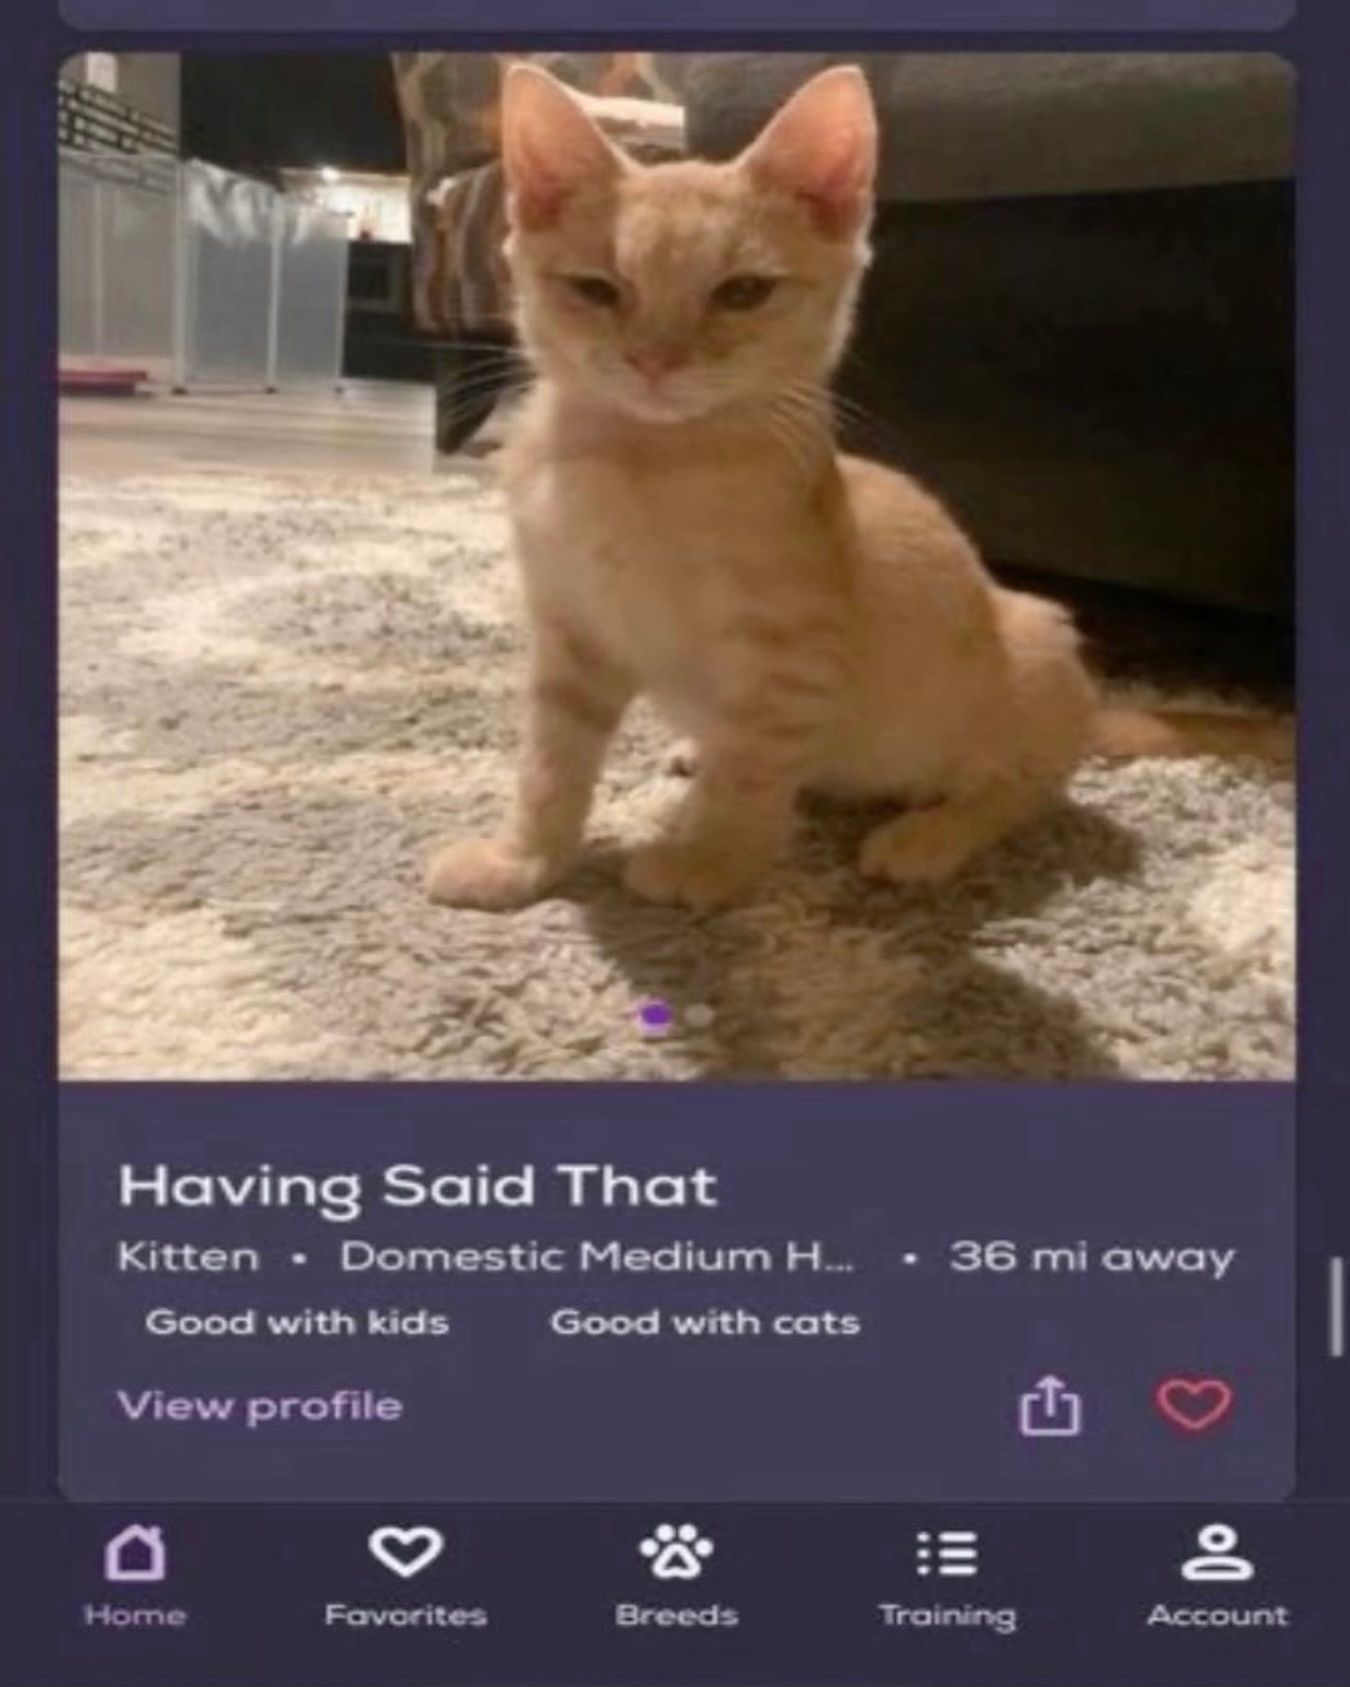 Having Said That
Kitten • Domestic Medium H... • 36 mi away
Good with kids Good with cats
View profile
Home Favorites Breeds Training Account